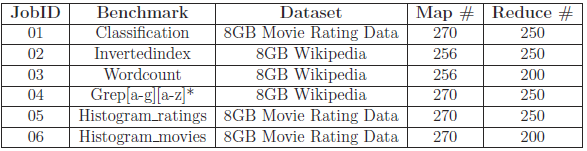 JobID Benchmark Dataset Map # Reduce #
01 Classification 8GB Movie Rating Data 270 250
02 Invertedindex 8GB Wikipedia 256 250
03 Wordcount 8GB Wikipedia 256 200
04 Grep[a-g][a-z]* 8GB Wikipedia 270 250
05 Histogram_ratings 8GB Movie Rating Data 270 250
06 Histogram_movies 8GB Movie Rating Data 270 200